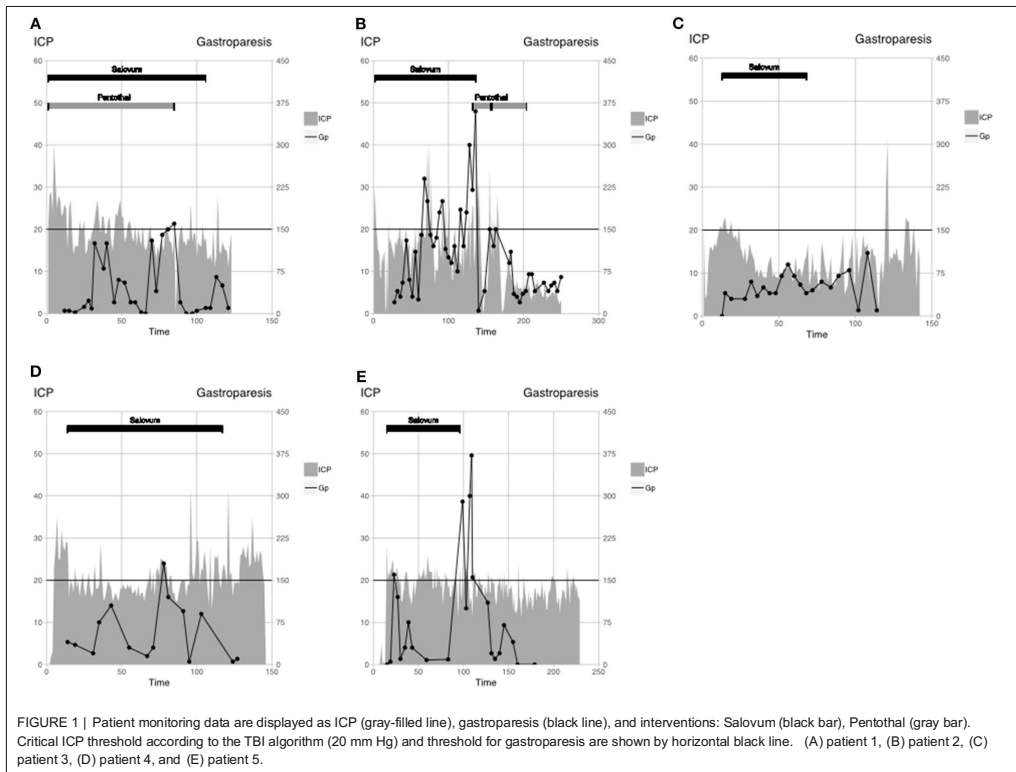 A
ICP Gastroparesis
60 450
Salovum
50 375
Pentothal
40 300
30 225
20 150
10 75
0 0
0 50 100 150
Time
ICP
Gp
B
ICP Gastroparesis
60 450
Salovum
50 375
Pentothal
40 300
30 225
20 150
10 75
0 0
0 100 200 300
Time
ICP
Gp
C
ICP Gastroparesis
60 450
Salovum
50 375
40 300
30 225
20 150
10 75
0 0
0 50 100 150
Time
ICP
Gp
D
ICP Gastroparesis
60 450
Salovum
50 375
40 300
30 225
20 150
10 75
0 0
0 50 100 150
Time
ICP
Gp
E
ICP Gastroparesis
60 450
Salovum
50 375
40 300
30 225
20 150
10 75
0 0
0 50 100 150 200 250
Time
ICP
Gp
FIGURE 1 | Patient monitoring data are displayed as ICP (gray-filled line), gastroparesis (black line), and interventions: Salovum (black bar), Pentothal (gray bar).
Critical ICP threshold according to the TBI algorithm (20 mm Hg) and threshold for gastroparesis are shown by horizontal black line. (A) patient 1, (B) patient 2, (C)
patient 3, (D) patient 4, and (E) patient 5.